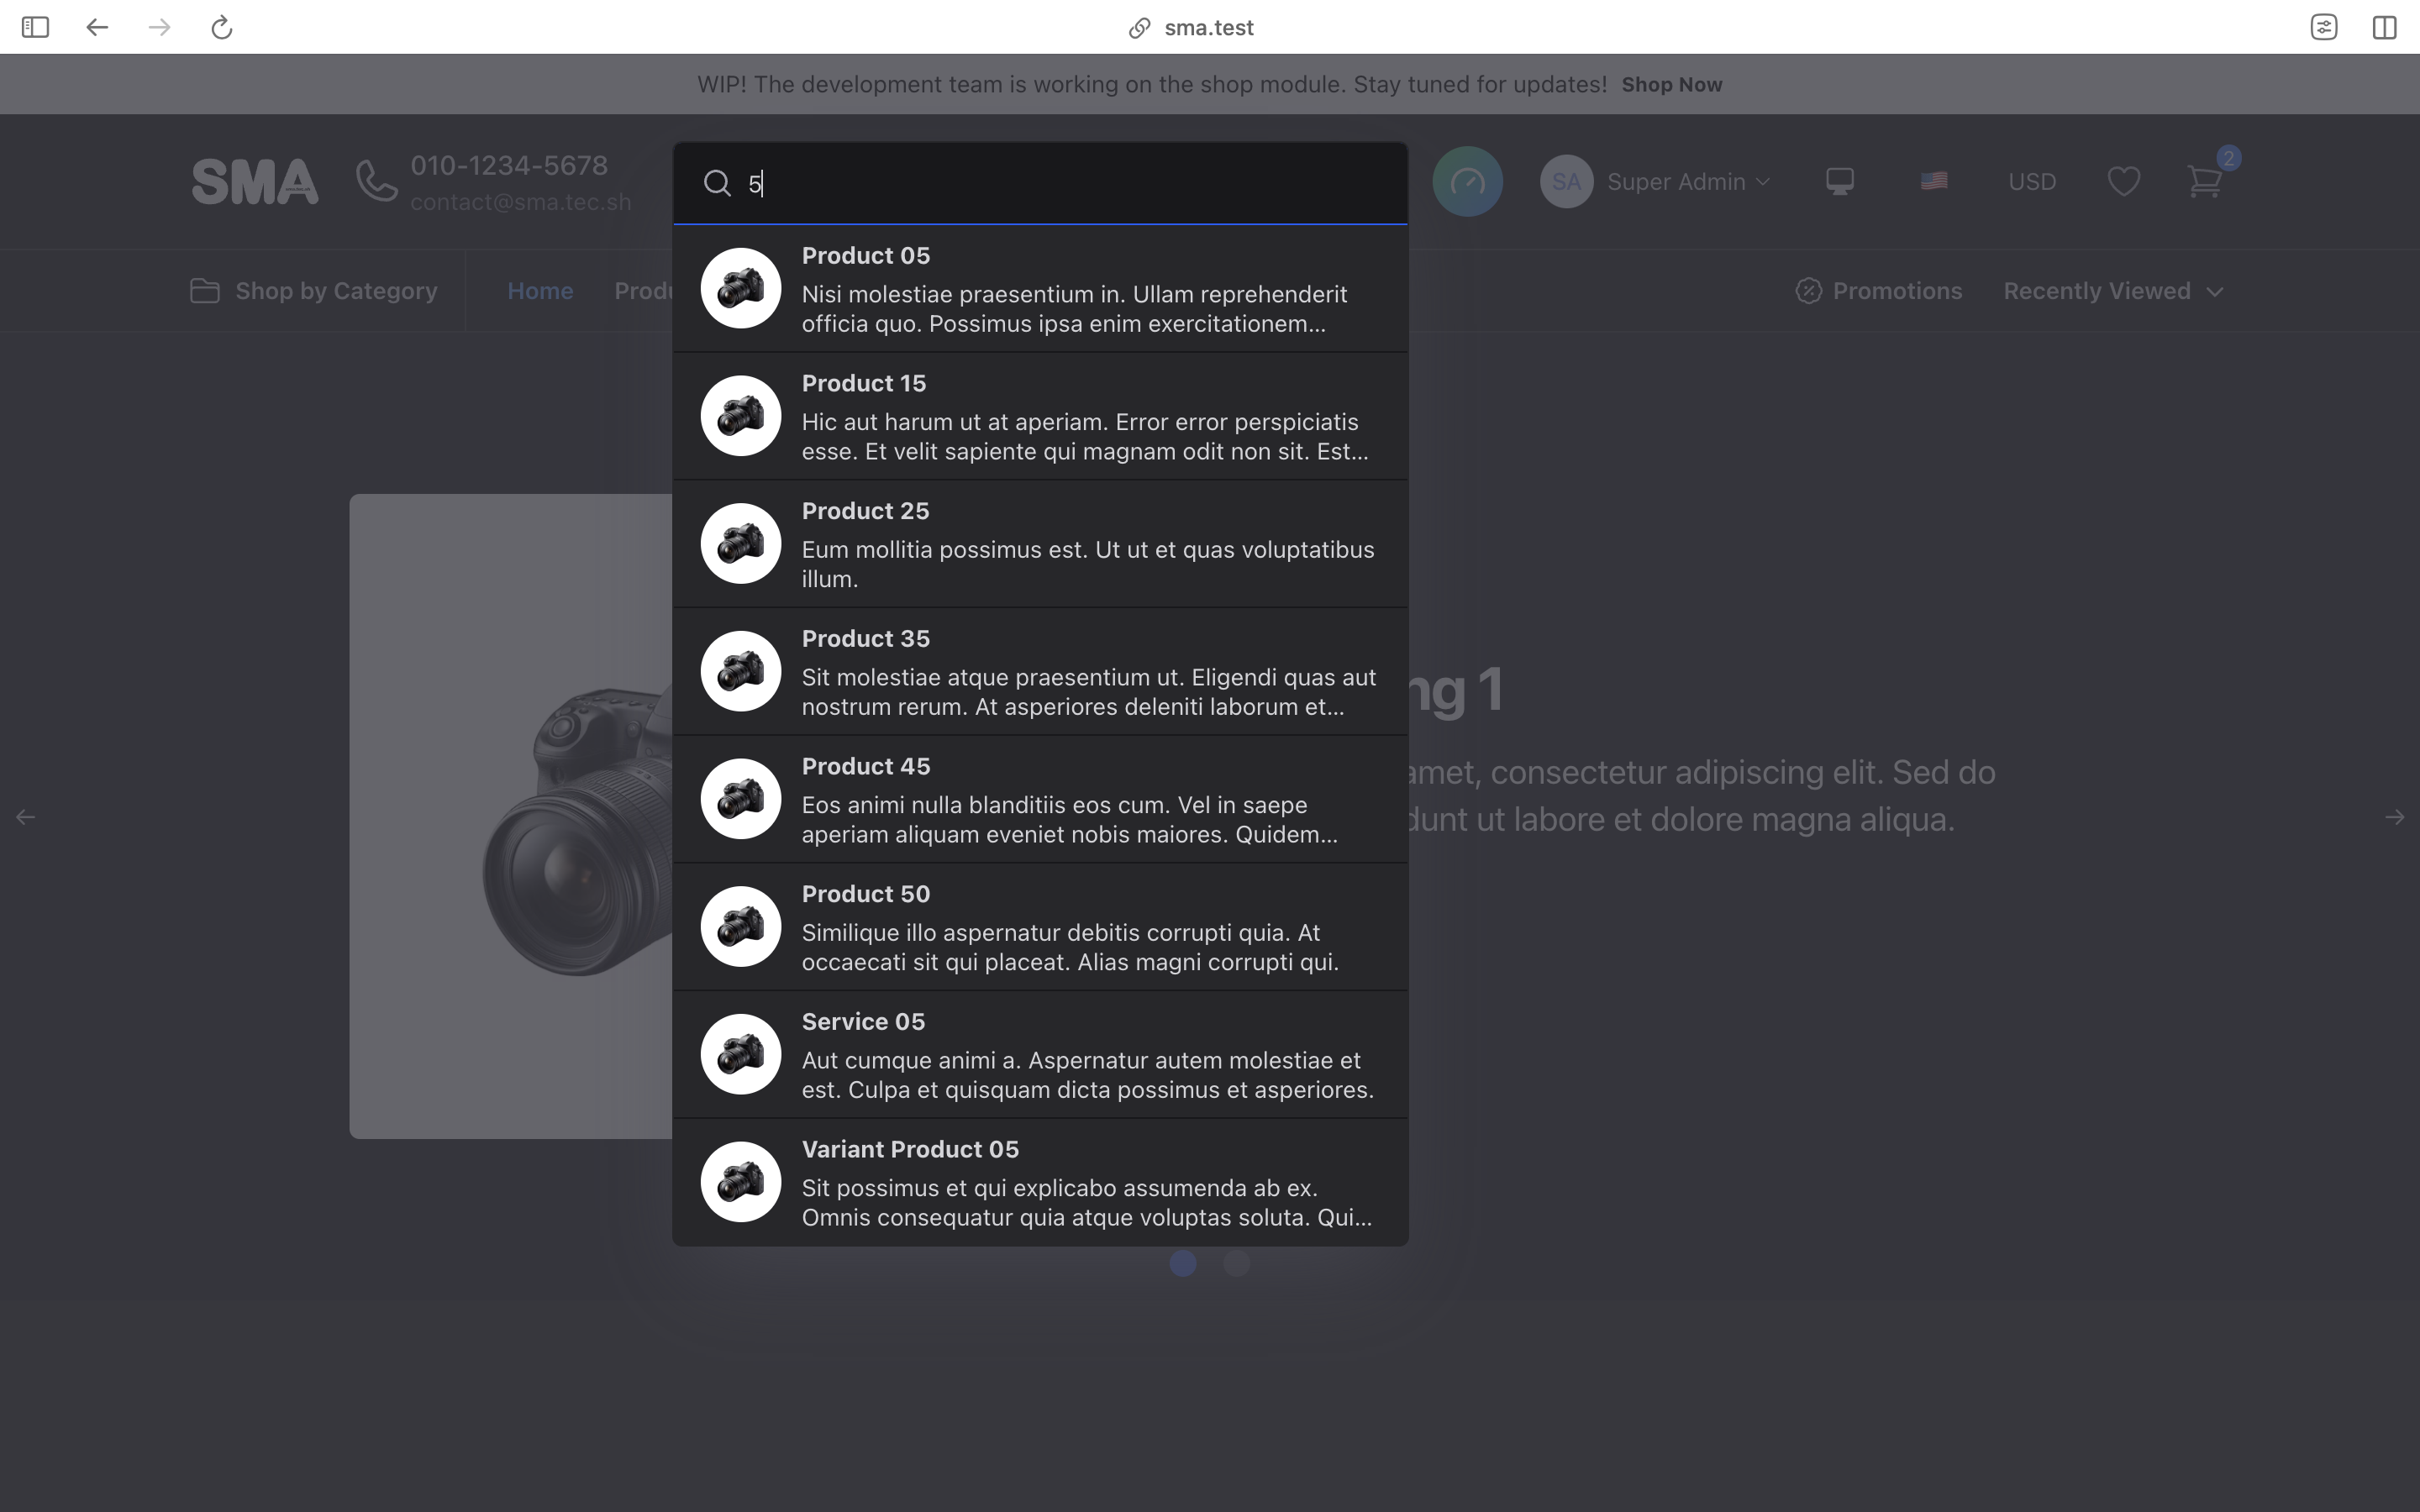 sma.test
WIP! The development team is working on the shop module. Stay tuned for updates! Shop Now
SMA
010-1234-5678
contact@sma.tec.sh
5
SA Super Admin
USD
2
Shop by Category
Home
Promotions
Recently Viewed
Product 05
Nisi molestiae praesentium in. Ullam reprehenderit
officia quo. Possimus ipsa enim exercitationem...
Product 15
Hic aut harum ut at aperiam. Error error perspiciatis
esse. Et velit sapiente qui magnam odit non sit. Est...
Product 25
Eum mollitia possimus est. Ut ut et quas voluptatibus
illum.
Product 35
Sit molestiae atque praesentium ut. Eligendi quas aut
nostrum rerum. At asperiores deleniti laborum et...
Product 45
Eos animi nulla blanditiis eos cum. Vel in saepe
aperiam aliquam eveniet nobis maiores. Quidem...
Product 50
Similique illo aspernatur debitis corrupti quia. At
occaecati sit qui placeat. Alias magni corrupti qui.
Service 05
Aut cumque animi a. Aspernatur autem molestiae et
est. Culpa et quisquam dicta possimus et asperiores.
Variant Product 05
Sit possimus et qui explicabo assumenda ab ex.
Omnis consequatur quia atque voluptas soluta. Qui...
1
amet, consectetur adipiscing elit. Sed do
ut labore et dolore magna aliqua.